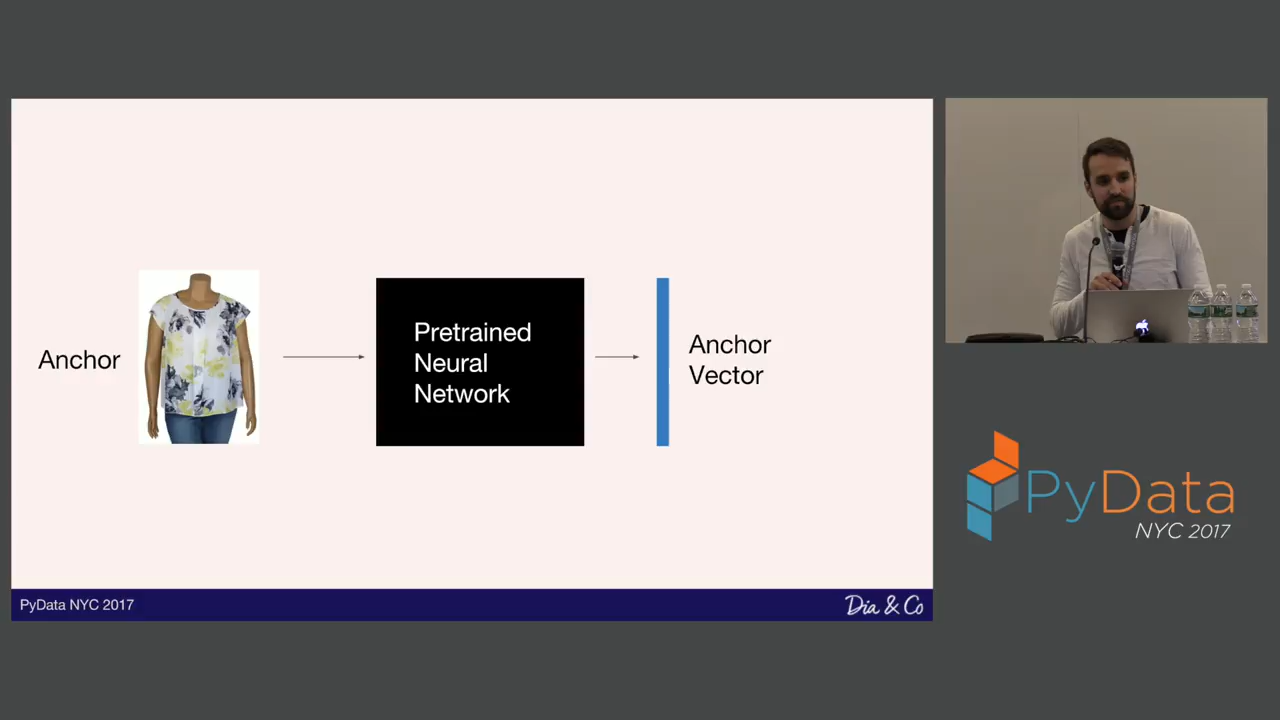 Anchor
Pretrained
Neural
Network
Anchor
Vector
PyData NYC 2017
Dia & Co
PyData
NYC 2017